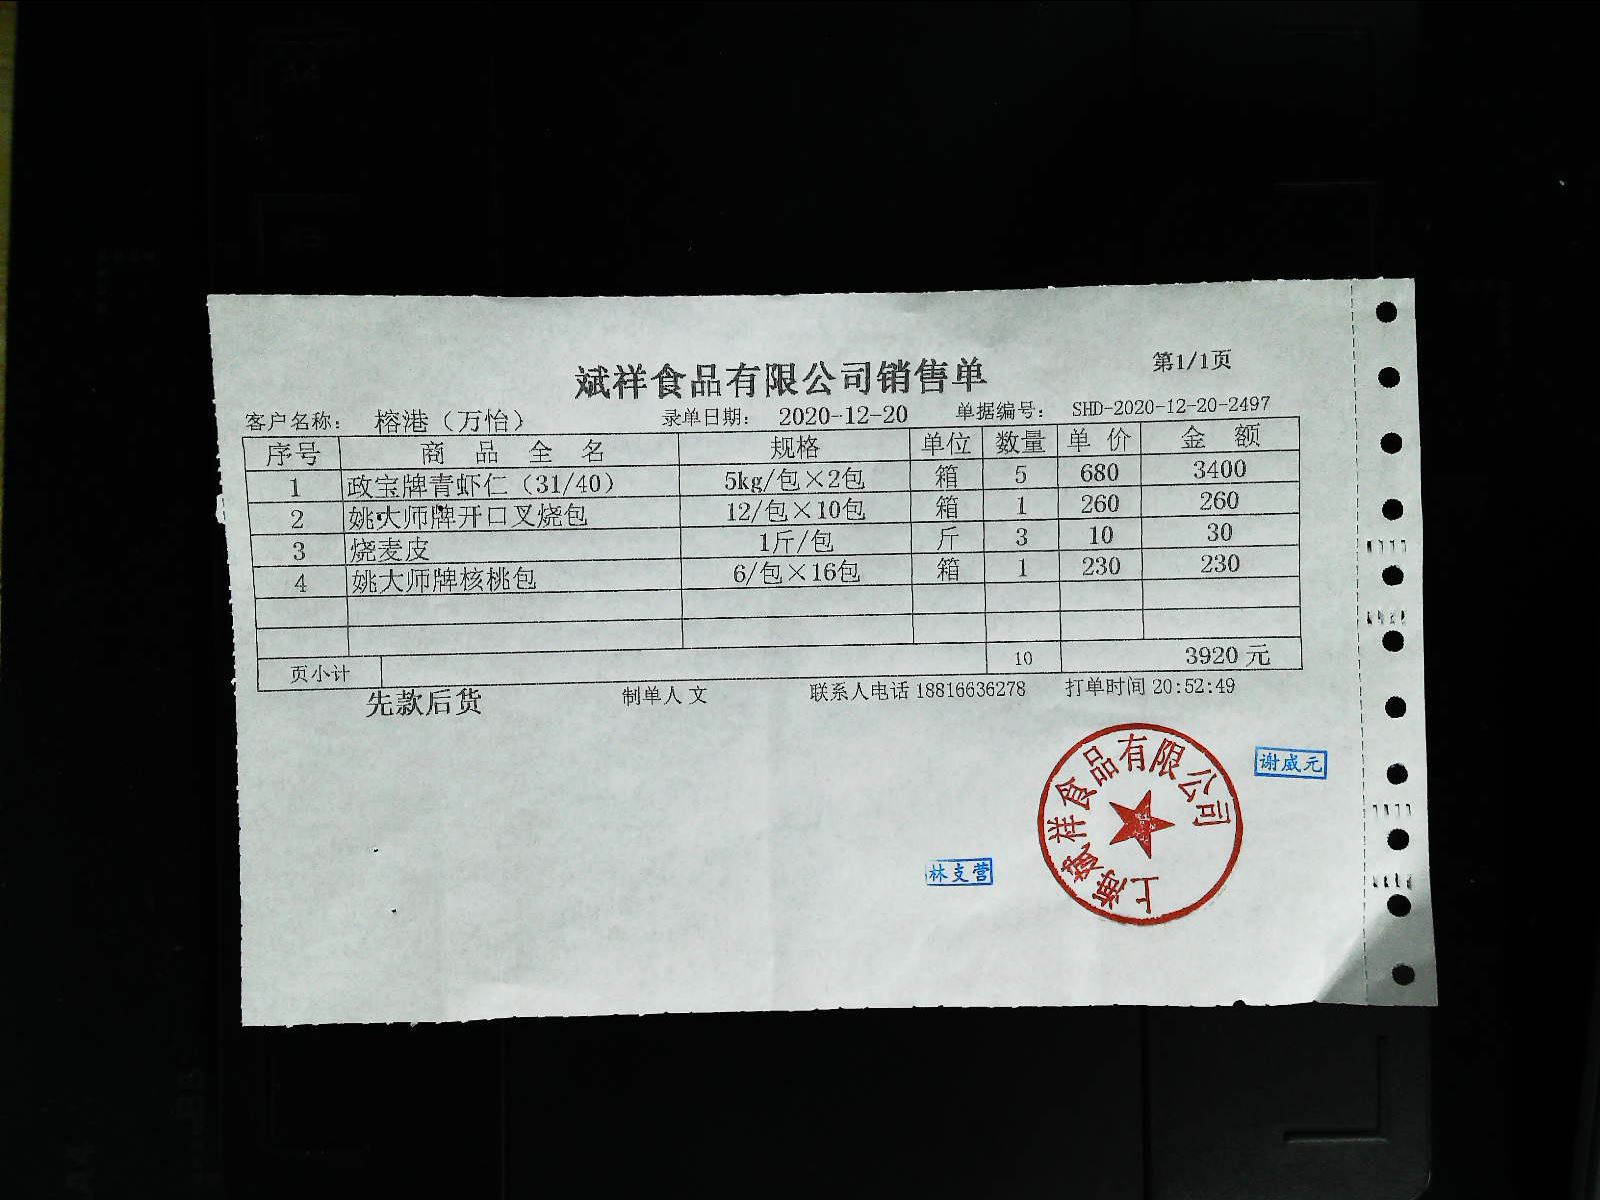 斌祥食品有限公司销售单
第1/1页
客户名称： 榕港（万怡） 录单日期： 2020-12-20 单据编号： SHD-2020-12-20-2497
序号 商品全名 规格 单位 数量 单价 金额
1 政宝牌青虾仁（31/40） 5kg/包×2包 箱 5 680 3400
2 姚大师牌开口叉烧包 12/包×10包 箱 1 260 260
3 烧麦皮 1斤/包 斤 3 10 30
4 姚大师牌核桃包 6/包×16包 箱 1 230 230
页小计 10 3920 元
先款后货 制单人 文 联系人电话 18816636278 打单时间 20:52:49
上海斌祥食品有限公司
谢威元
林支营